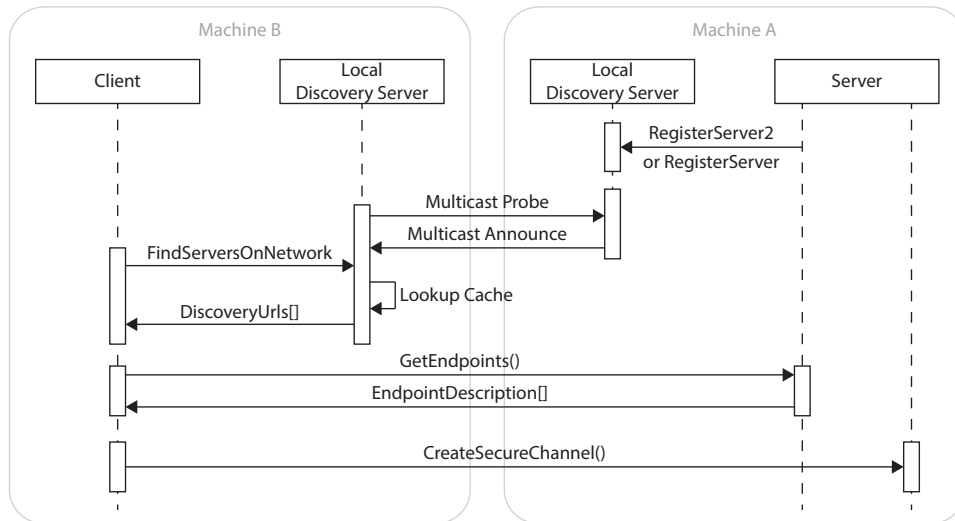 Machine B
Machine A
Client
Local
Discovery Server
Local
Discovery Server
Server
RegisterServer2
or RegisterServer
Multicast Probe
Multicast Announce
FindServersOnNetwork
Lookup Cache
DiscoveryUrls[]
GetEndpoints()
EndpointDescription[]
CreateSecureChannel()